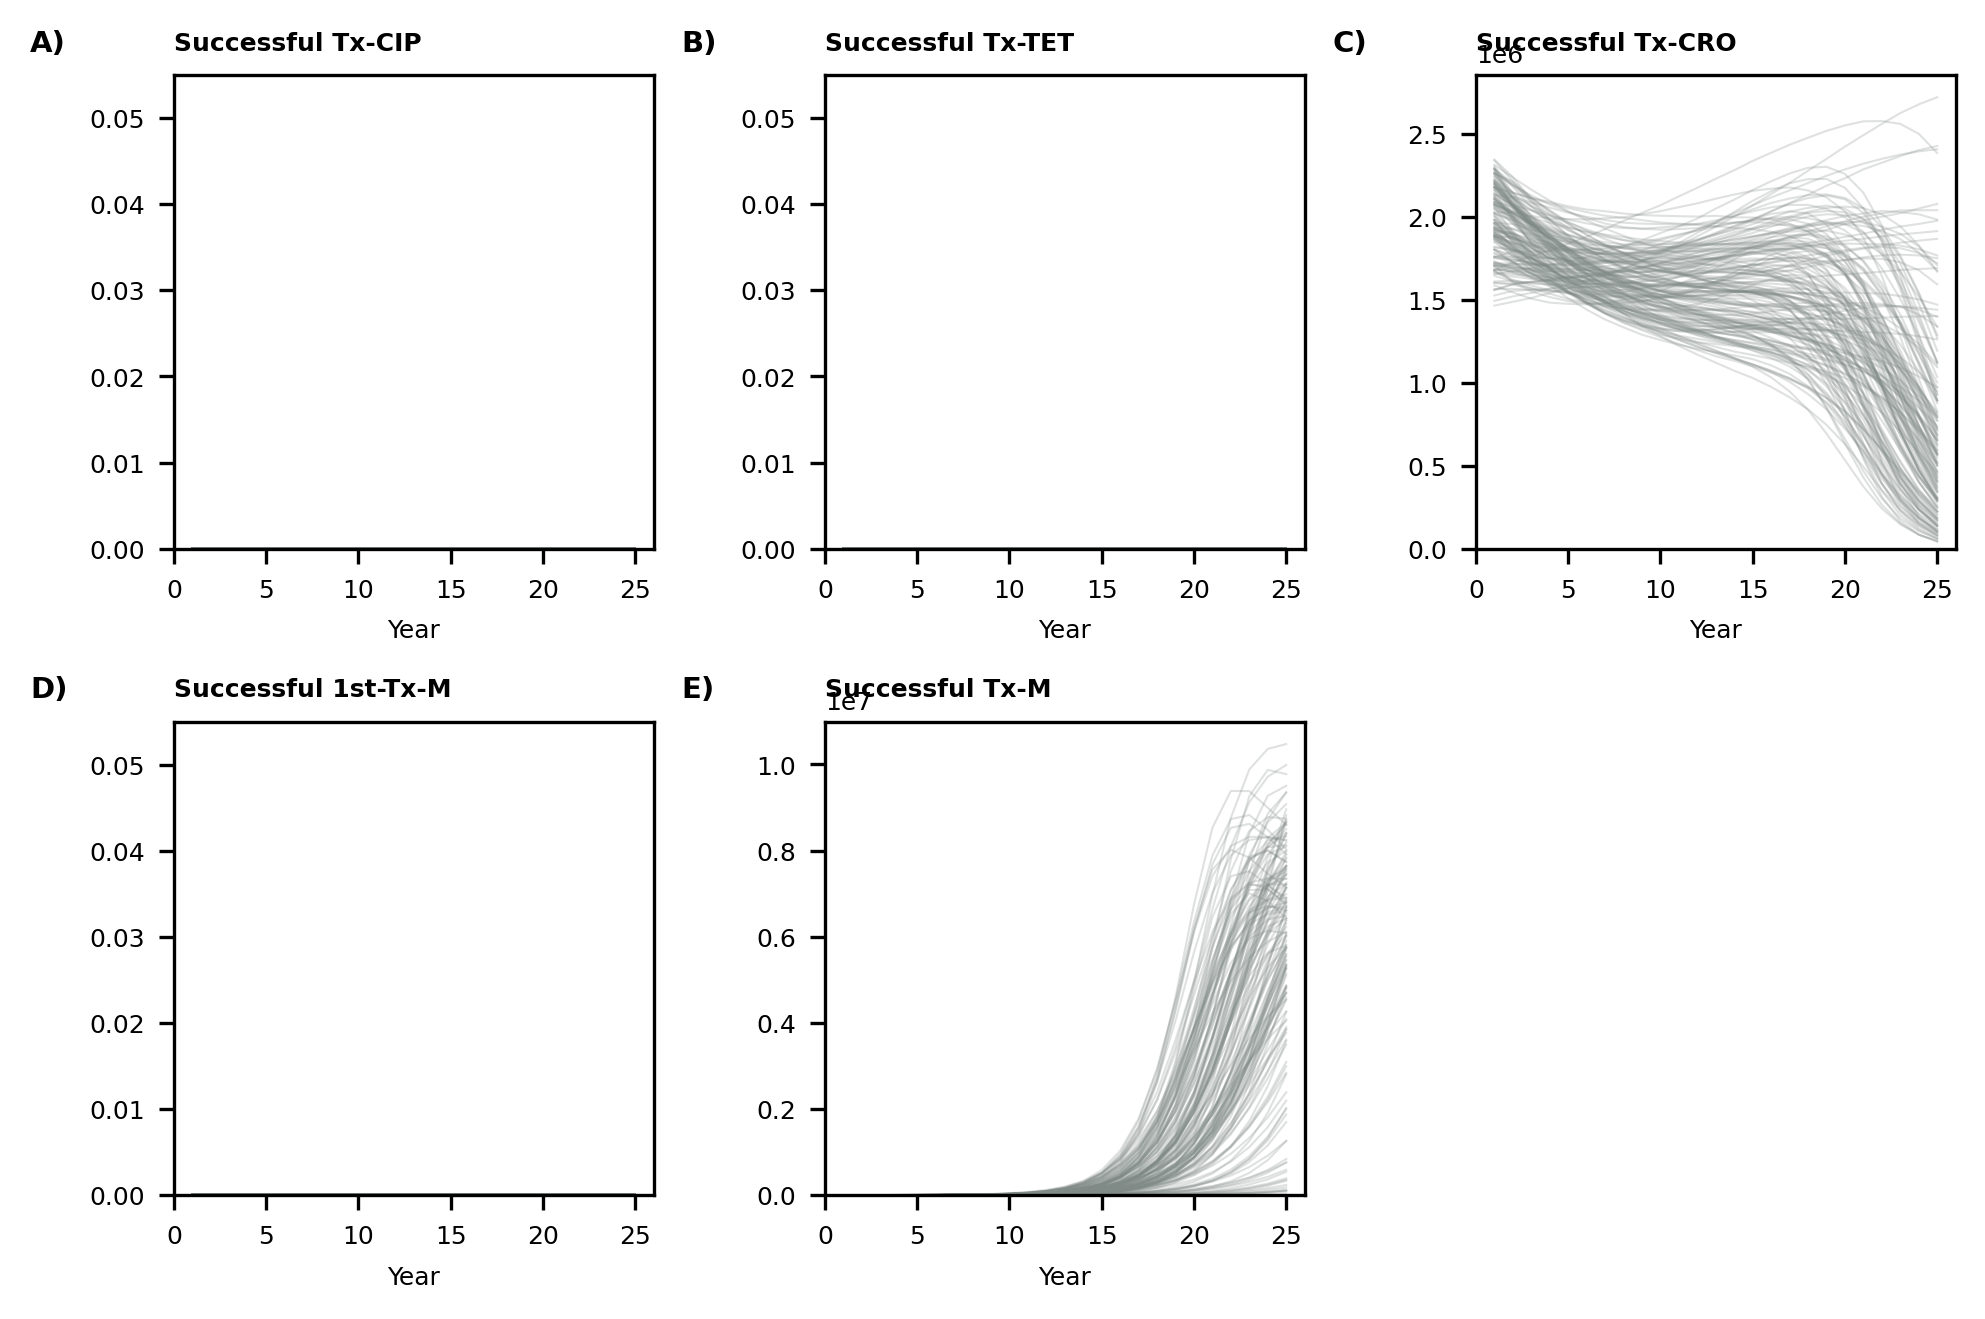 A) Successful Tx-CIP
0.05
0.04
0.03
0.02
0.01
0.00
0 5 10 15 20 25
Year
B) Successful Tx-TET
0.05
0.04
0.03
0.02
0.01
0.00
0 5 10 15 20 25
Year
C) Successful Tx-CRO
1e6
2.5
2.0
1.5
1.0
0.5
0.0
0 5 10 15 20 25
Year
D) Successful 1st-Tx-M
0.05
0.04
0.03
0.02
0.01
0.00
0 5 10 15 20 25
Year
E) Successful Tx-M
1e7
1.0
0.8
0.6
0.4
0.2
0.0
0 5 10 15 20 25
Year